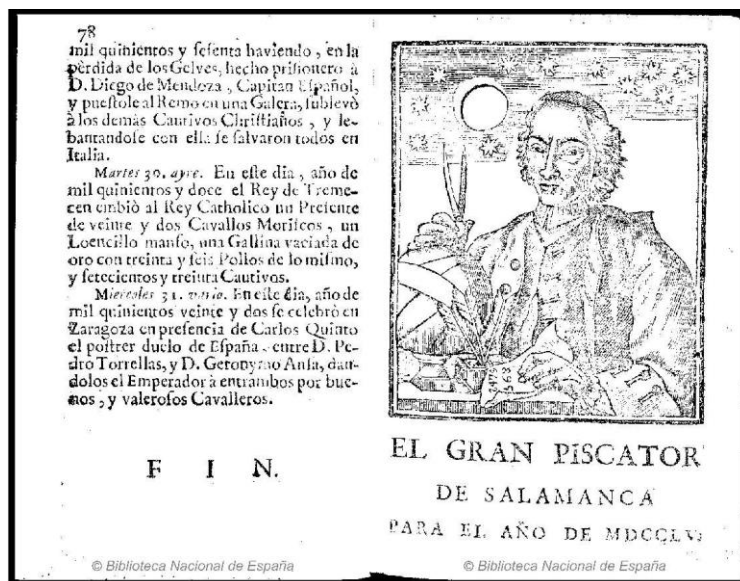 78
mil quinientos y sesenta haviendo, en la
pèrdida de los Gelves, hecho prisionero à
D. Diego de Mendoza, Capitan Español,
y puestole al Remo en una Galera, sublevò
à los demàs Cautivos Christianos, y le-
bantandose con ella se salvaron todos en
Italia.
Martes 30. ayre. En este dia, año de
mil quinientos y doce el Rey de Treme-
cen embiò al Rey Catholico un Presente
de veinte y dos Cavallos Moriscos, un
Leoncillo manso, una Gallina vaciada de
oro con treinta y seis Pollos de lo mismo,
y setecientos y treinta Cautivos.
Miercoles 31. vario. En este dia, año de
mil quinientos veinte y dos se celebrò en
Zaragoza en presencia de Carlos Quinto
el postrer duelo de España entre D. Pe-
dro Torrellas, y D. Geronymo Ansa, dan-
dolos el Emperador à entrambos por bue-
nos, y valerosos Cavalleros.
F I N.
© Biblioteca Nacional de España
EL GRAN PISCATOR
DE SALAMANCA
PARA EL AÑO DE
© Biblioteca Nacional de España